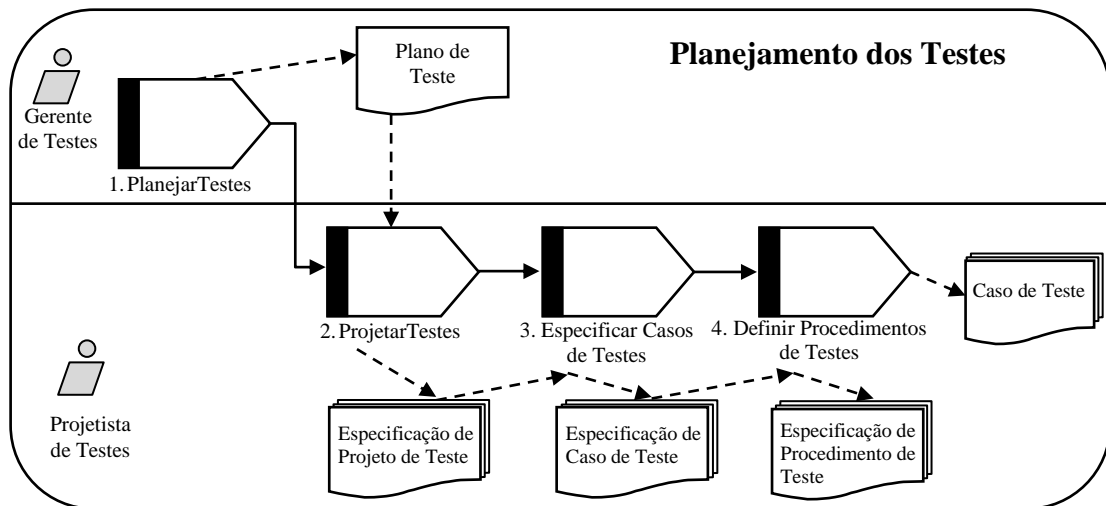 Planejamento dos Testes
Plano de
Teste
Gerente
de Testes
1. PlanejarTestes
2. ProjetarTestes
3. Especificar Casos
de Testes
4. Definir Procedimentos
de Testes
Caso de Teste
Projetista
de Testes
Especificação de
Projeto de Teste
Especificação de
Caso de Teste
Especificação de
Procedimento de
Teste